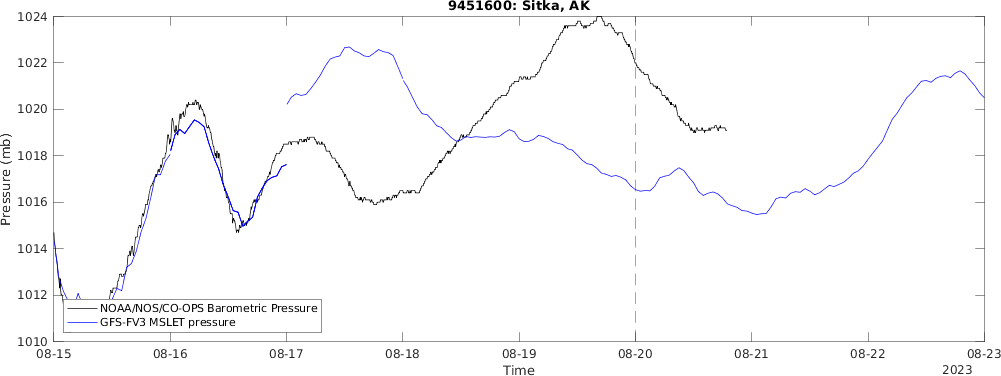 9451600: Sitka, AK
1024
1022
1020
1018
1016
1014
1012
1010
Pressure (mb)
NOAA/NOS/CO-OPS Barometric Pressure
GFS-FV3 MSLET pressure
08-15 08-16 08-17 08-18 08-19 08-20 08-21 08-22 08-23
Time
2023